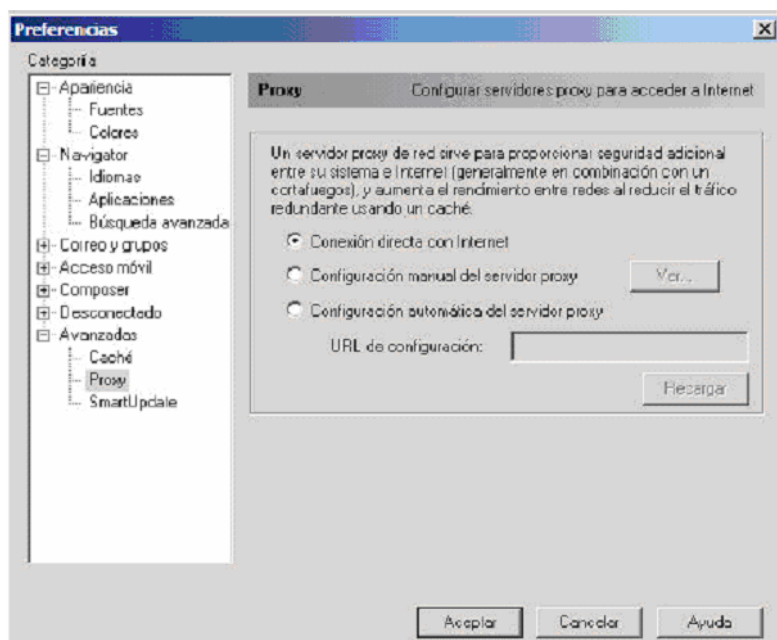 Preferencias
Categoría
Apariencia
Fuentes
Colores
Navigator
Idiomas
Aplicaciones
Búsqueda avanzada
Correo y grupos
Acceso móvil
Composer
Desconectado
Avanzadas
Caché
Proxy
SmartUpdate
Proxy Configurar servidores proxy para acceder a Internet
Un servidor proxy de red sirve para proporcionar seguridad adicional
entre su sistema e Internet (generalmente en combinación con un
cortafuegos), y aumenta el rendimiento entre redes al reducir el tráfico
redundante usando un caché.
Conexión directa con Internet
Configuración manual del servidor proxy Ver...
Configuración automática del servidor proxy
URL de configuración:
Recargar
Aceptar Cancelar Ayuda